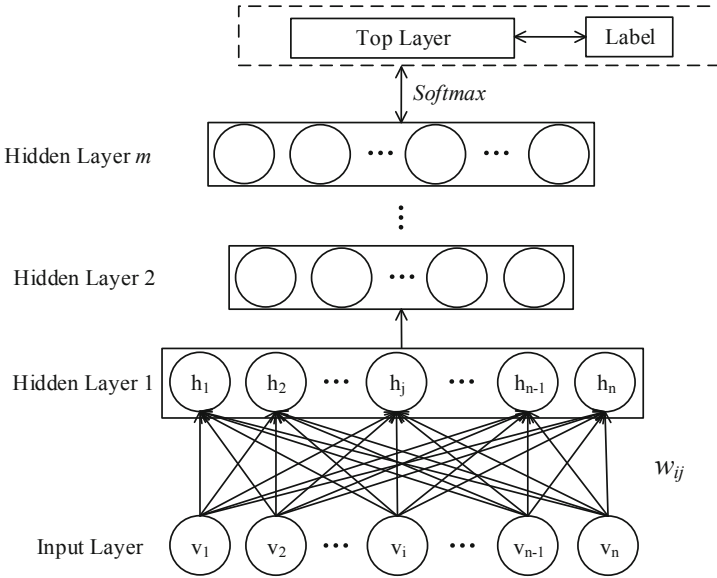 Top Layer Label
Softmax
Hidden Layer m ... ...
⋮
Hidden Layer 2 ...
Hidden Layer 1 h₁ h₂ ... hⱼ ... hₙ₋₁ hₙ
wᵢⱼ
Input Layer v₁ v₂ ... vᵢ ... vₙ₋₁ vₙ